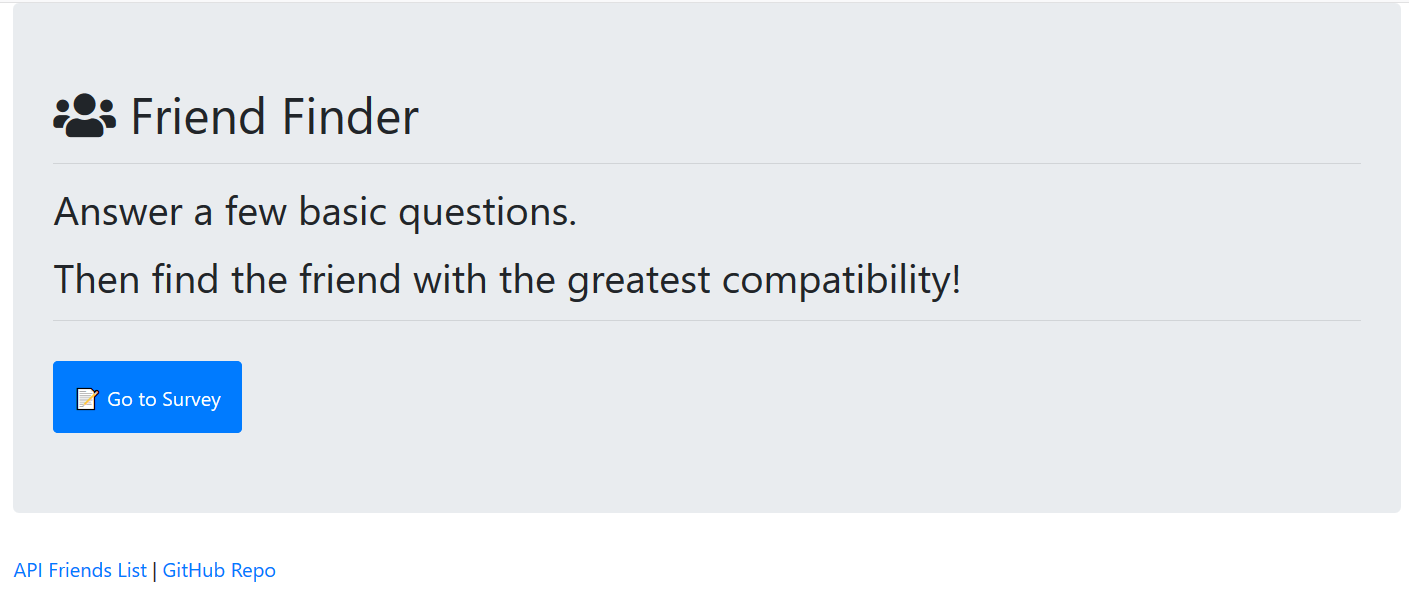 Friend Finder
Answer a few basic questions.
Then find the friend with the greatest compatibility!
Go to Survey
API Friends List | GitHub Repo